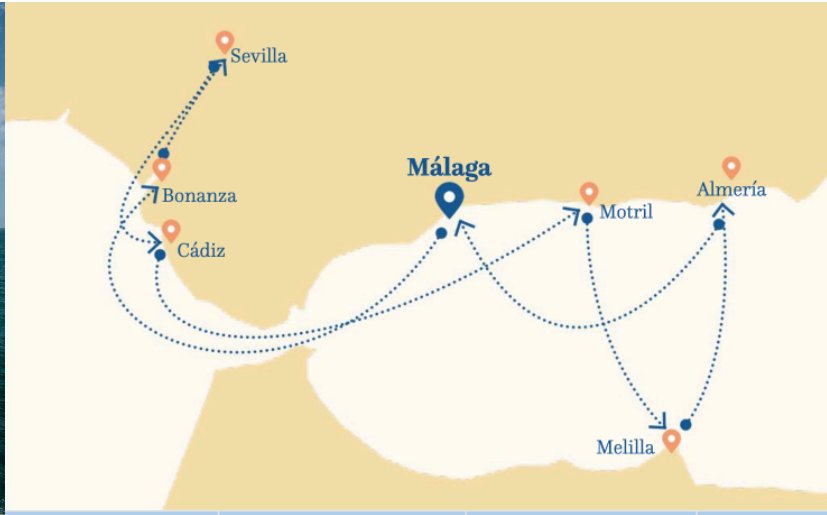 Sevilla
Málaga
Almería
Bonanza
Motril
Cádiz
Melilla